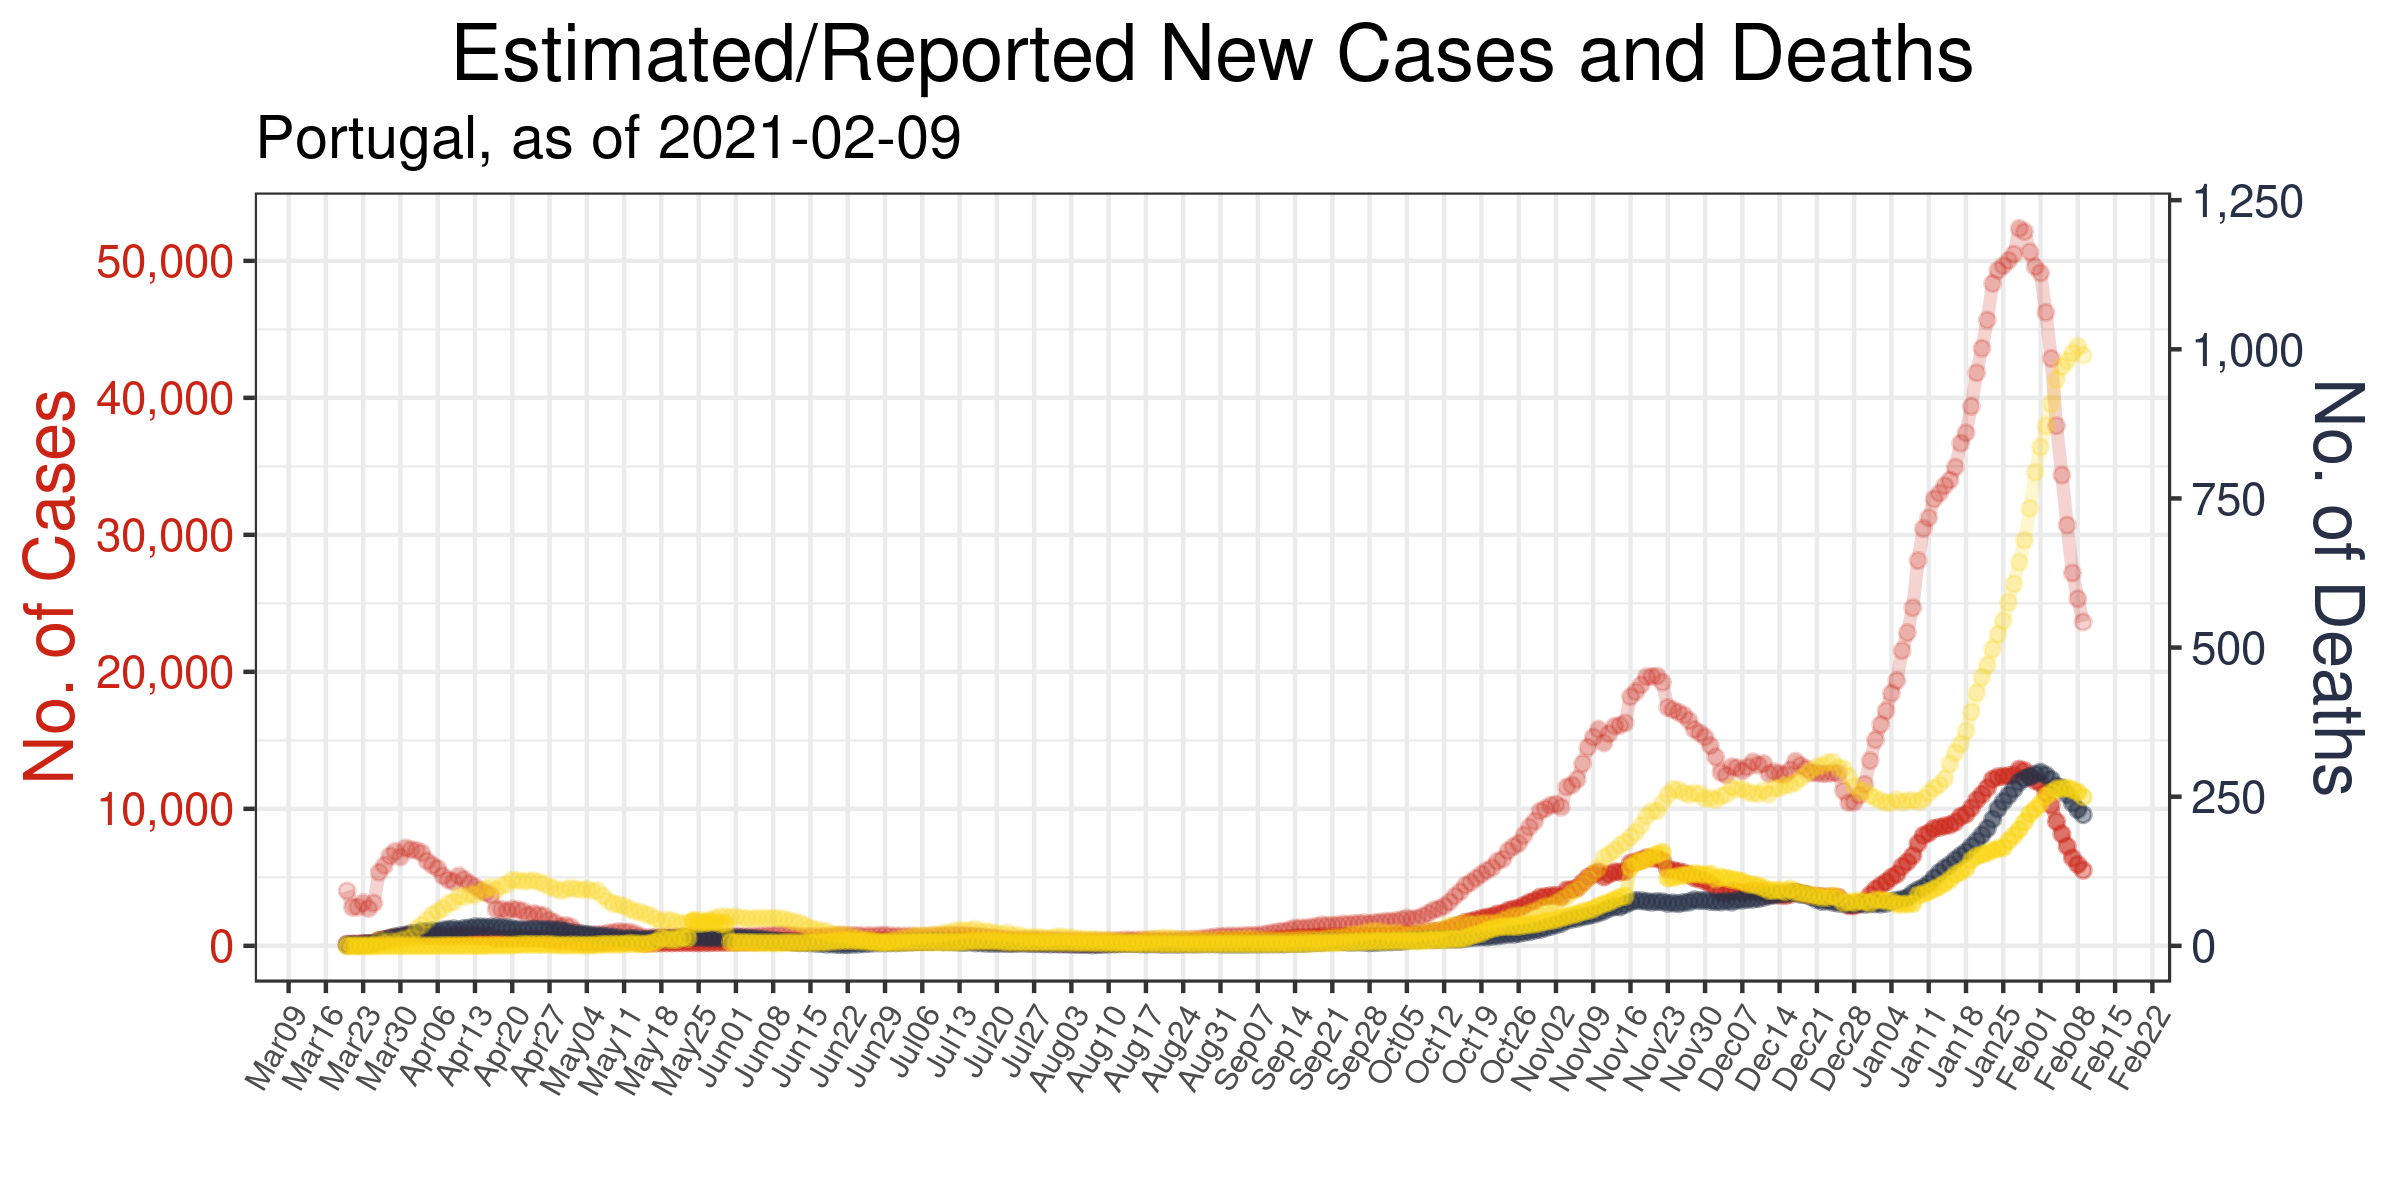 Estimated/Reported New Cases and Deaths
Portugal, as of 2021-02-09
No. of Cases
50,000
40,000
30,000
20,000
10,000
0
1,250
1,000
750
500
250
0
No. of Deaths
Mar09
Mar16
Mar23
Mar30
Apr06
Apr13
Apr20
Apr27
May04
May11
May18
May25
Jun01
Jun08
Jun15
Jun22
Jun29
Jul06
Jul13
Jul20
Jul27
Aug03
Aug10
Aug17
Aug24
Aug31
Sep07
Sep14
Sep21
Sep28
Oct05
Oct12
Oct19
Oct26
Nov02
Nov09
Nov16
Nov23
Nov30
Dec07
Dec14
Dec21
Dec28
Jan04
Jan11
Jan18
Jan25
Feb01
Feb08
Feb15
Feb22